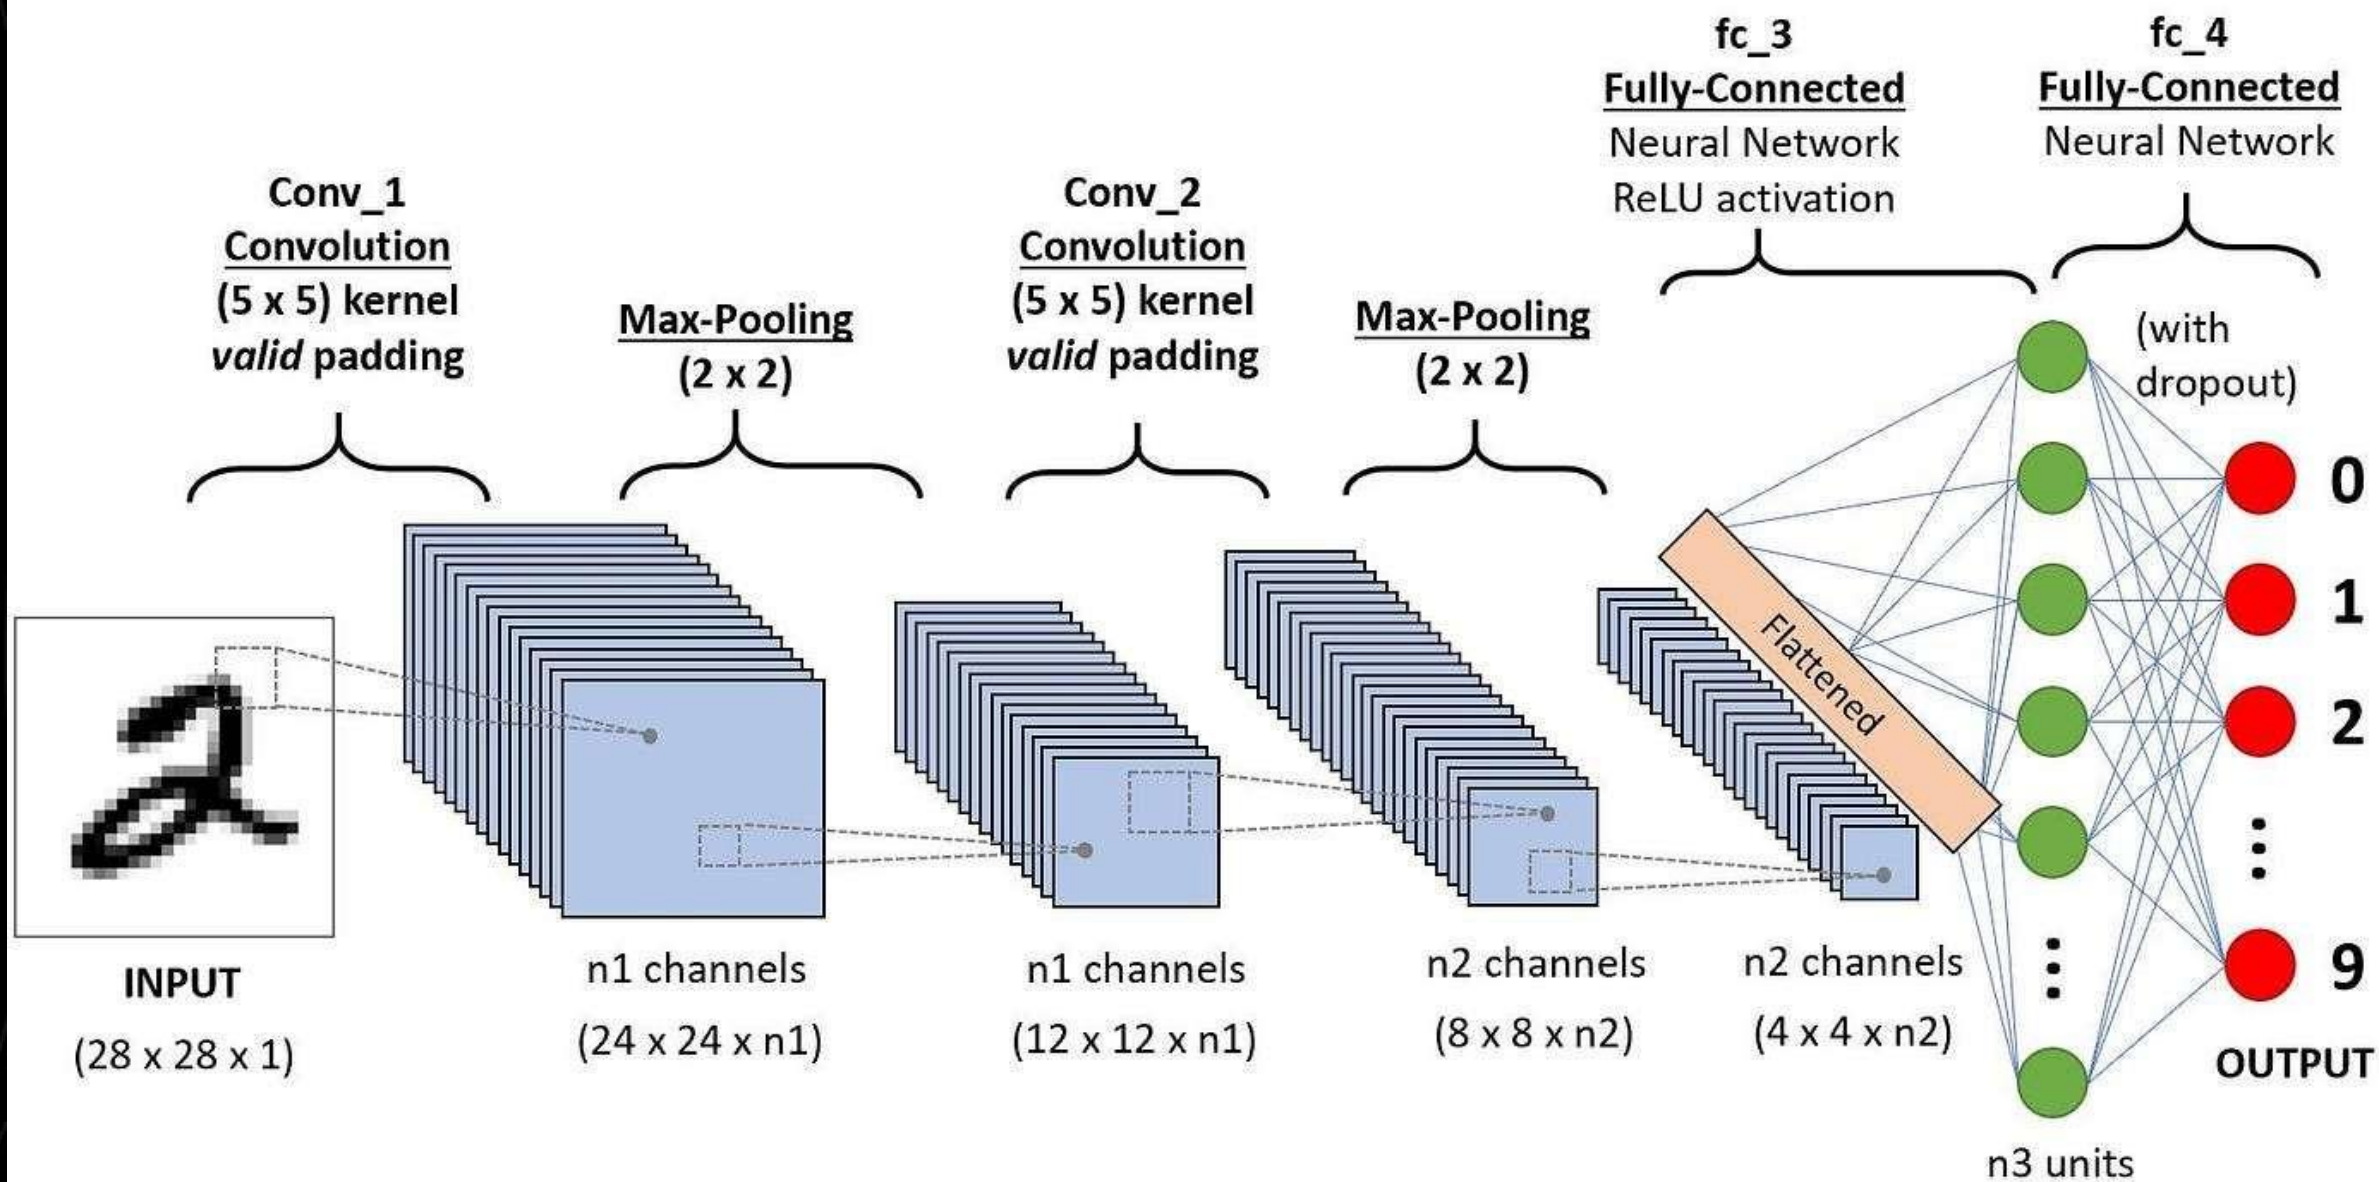 Conv_1
Convolution
(5 x 5) kernel
valid padding
Max-Pooling
(2 x 2)
Conv_2
Convolution
(5 x 5) kernel
valid padding
Max-Pooling
(2 x 2)
fc_3
Fully-Connected
Neural Network
ReLU activation
fc_4
Fully-Connected
Neural Network
(with
dropout)
Flattened
0
1
2
9
INPUT
(28 x 28 x 1)
n1 channels
(24 x 24 x n1)
n1 channels
(12 x 12 x n1)
n2 channels
(8 x 8 x n2)
n2 channels
(4 x 4 x n2)
n3 units
OUTPUT